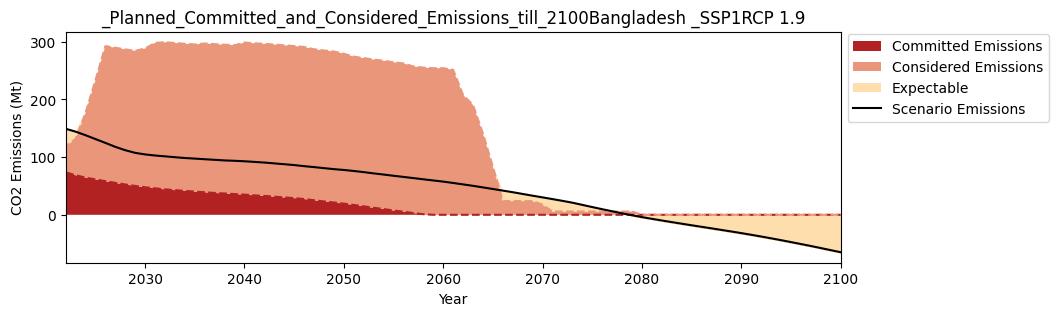 _Planned_Committed_and_Considered_Emissions_till_2100Bangladesh _SSP1RCP 1.9
300
200
100
0
CO2 Emissions (Mt)
2030 2040 2050 2060 2070 2080 2090 2100
Year
Committed Emissions
Considered Emissions
Expectable
Scenario Emissions